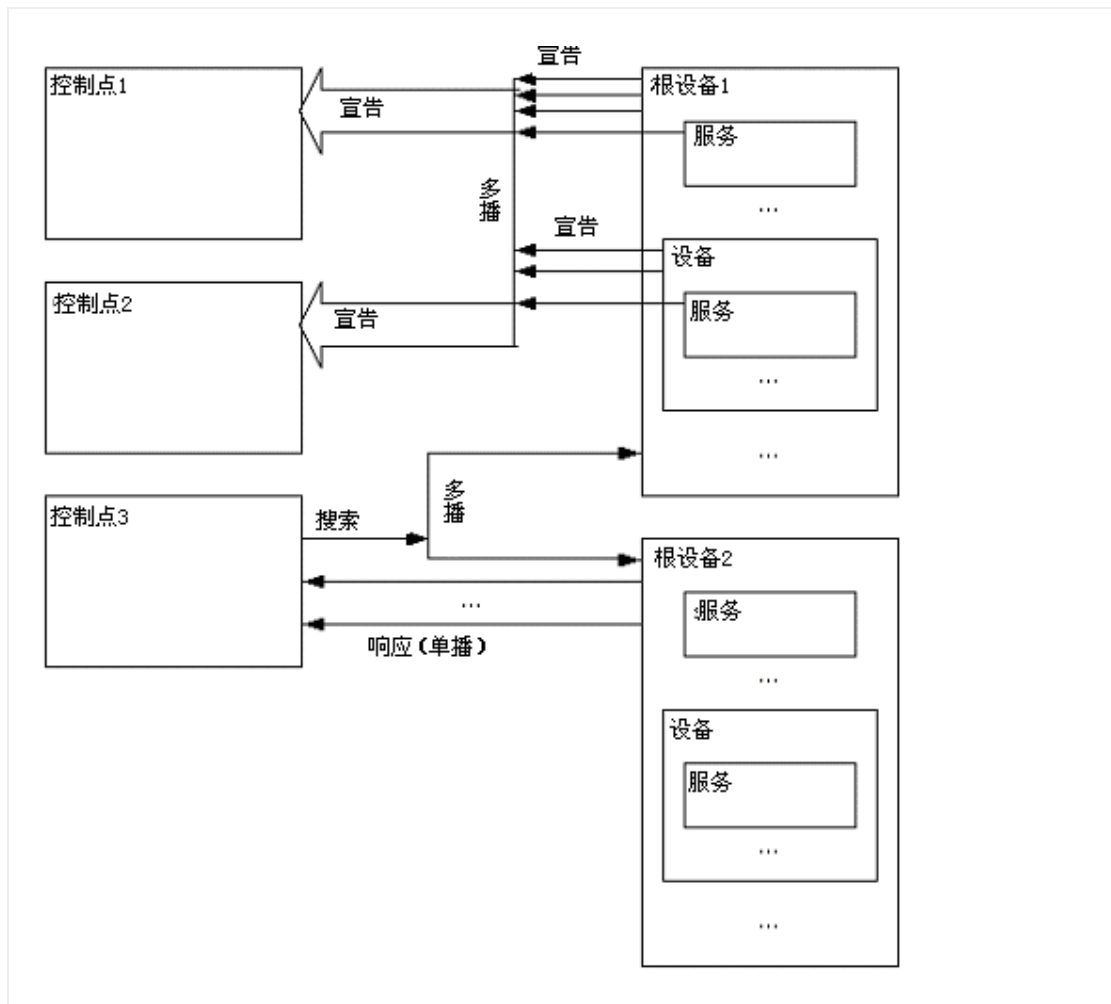 宣告
控制点1
根设备1
宣告
服务
...
多播
宣告
设备
控制点2
服务
宣告
...
...
多播
控制点3
搜索
根设备2
...
服务
响应(单播)
...
设备
服务
...
...